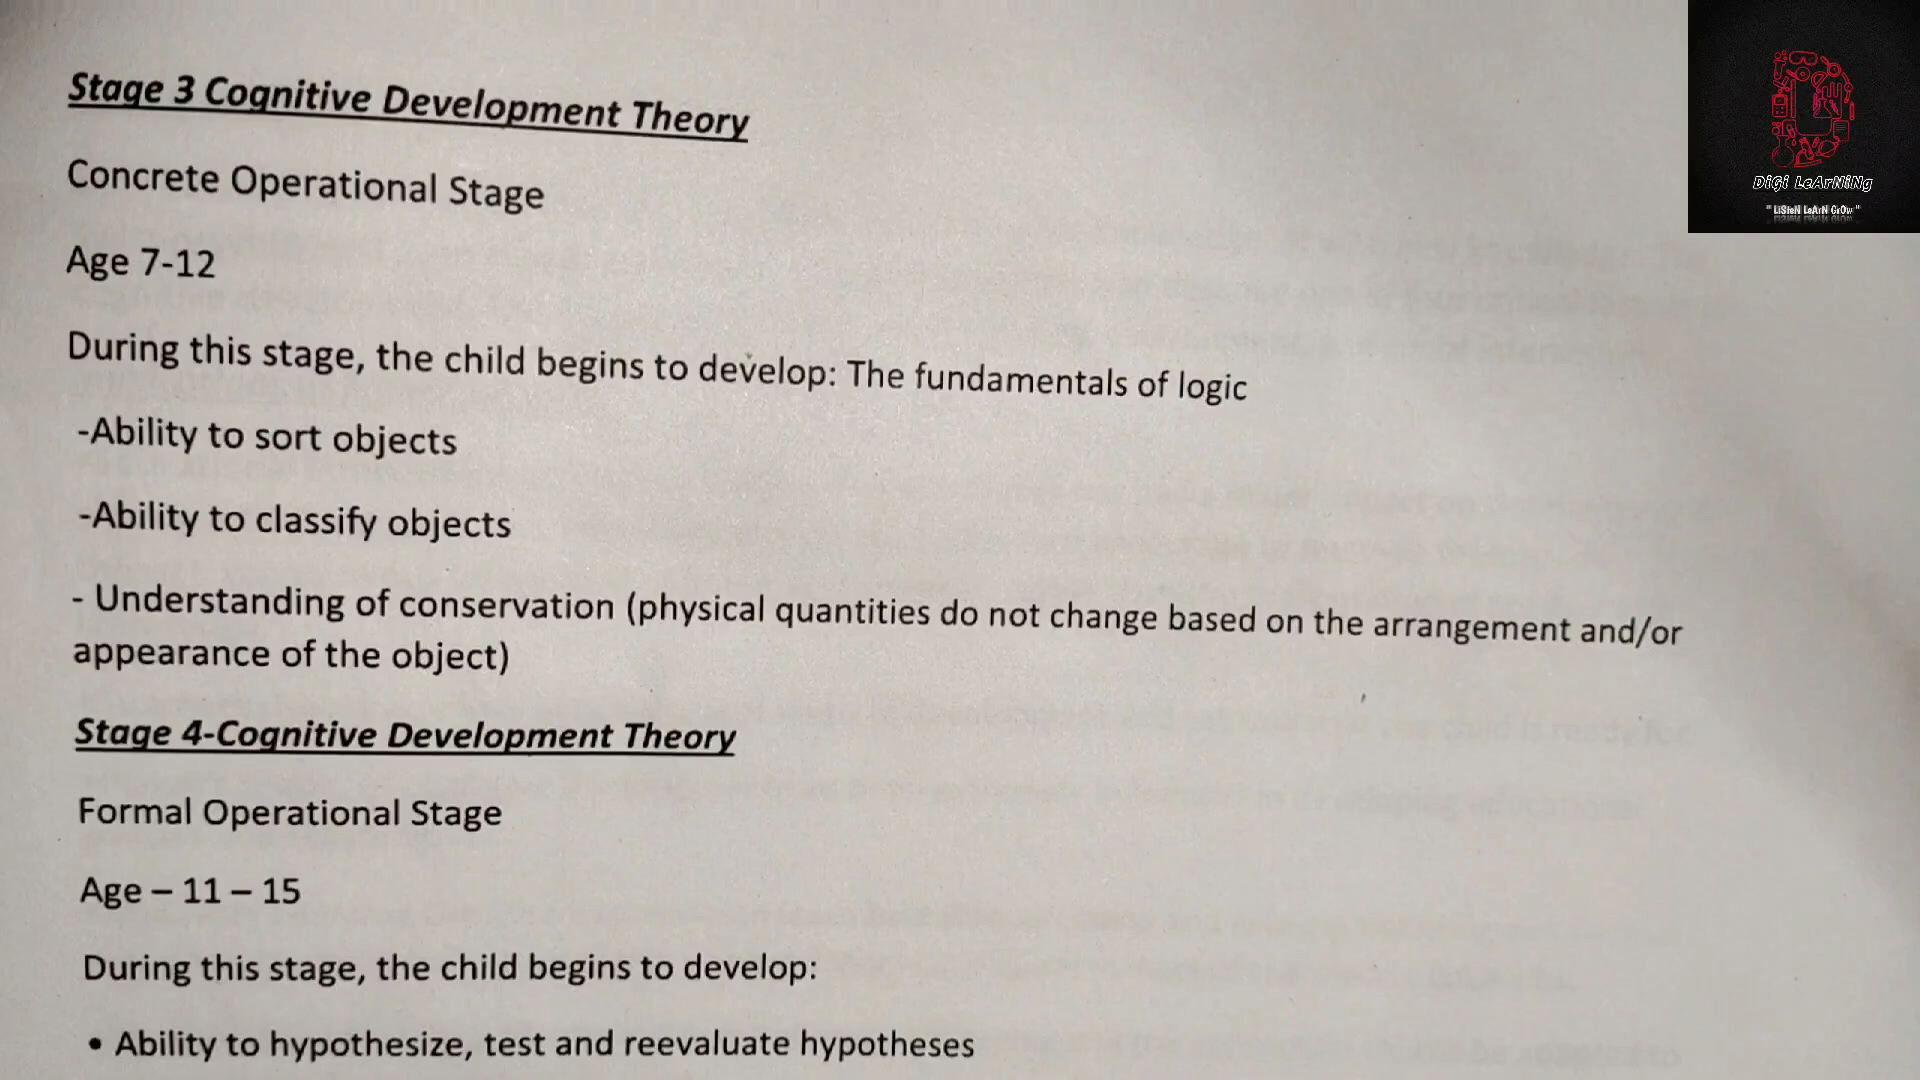 Stage 3 Cognitive Development Theory
Concrete Operational Stage
Age 7-12
During this stage, the child begins to develop: The fundamentals of logic
-Ability to sort objects
-Ability to classify objects
- Understanding of conservation (physical quantities do not change based on the arrangement and/or
appearance of the object)
Stage 4-Cognitive Development Theory
Formal Operational Stage
Age – 11 – 15
During this stage, the child begins to develop:
• Ability to hypothesize, test and reevaluate hypotheses
DiGi LeArNiNg
" LiSteN LeArN GrOw "